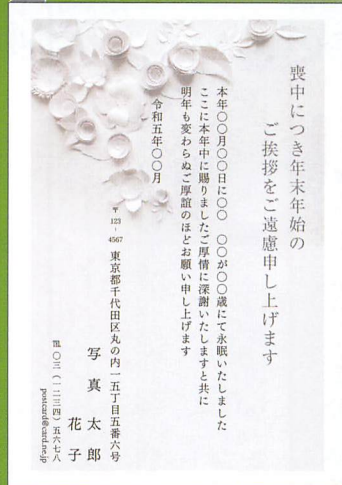 喪中につき年末年始の
ご挨拶をご遠慮申し上げます
本年〇〇月〇〇日に〇〇　〇〇が〇〇歳にて永眠いたしました
ここに本年中に賜りましたご厚情に深謝いたしますと共に
明年も変わらぬご厚誼のほどお願い申し上げます
令和五年〇〇月
〒123-4567 東京都千代田区丸の内一五丁目五番六号
写真太郎
花子
℡〇三（一二三四）五六七八
postcard@card.ne.jp